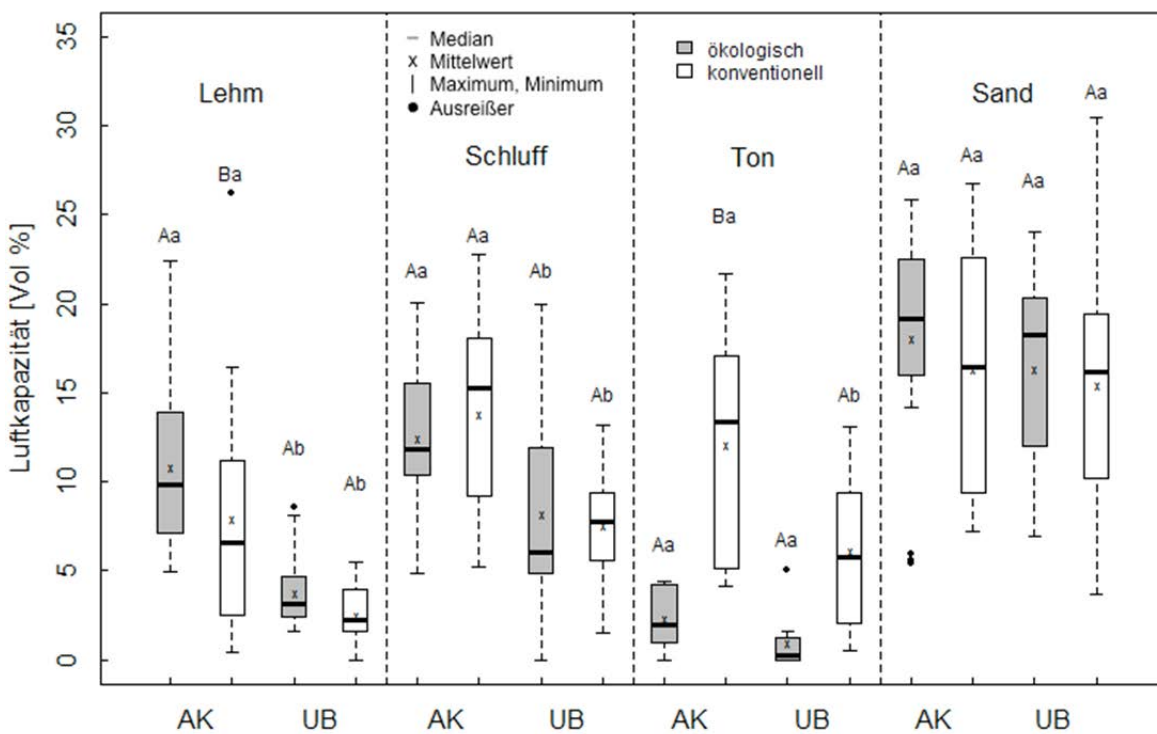 Luftkapazität [Vol %]
35
30
25
20
15
10
5
0
– Median
x Mittelwert
| Maximum, Minimum
• Ausreißer
ökologisch
konventionell
Lehm
Schluff
Ton
Sand
Aa
Ba
Ab
Ab
Aa
Aa
Ab
Ab
Aa
Ba
Aa
Ab
Aa
Aa
Aa
Aa
AK
UB
AK
UB
AK
UB
AK
UB